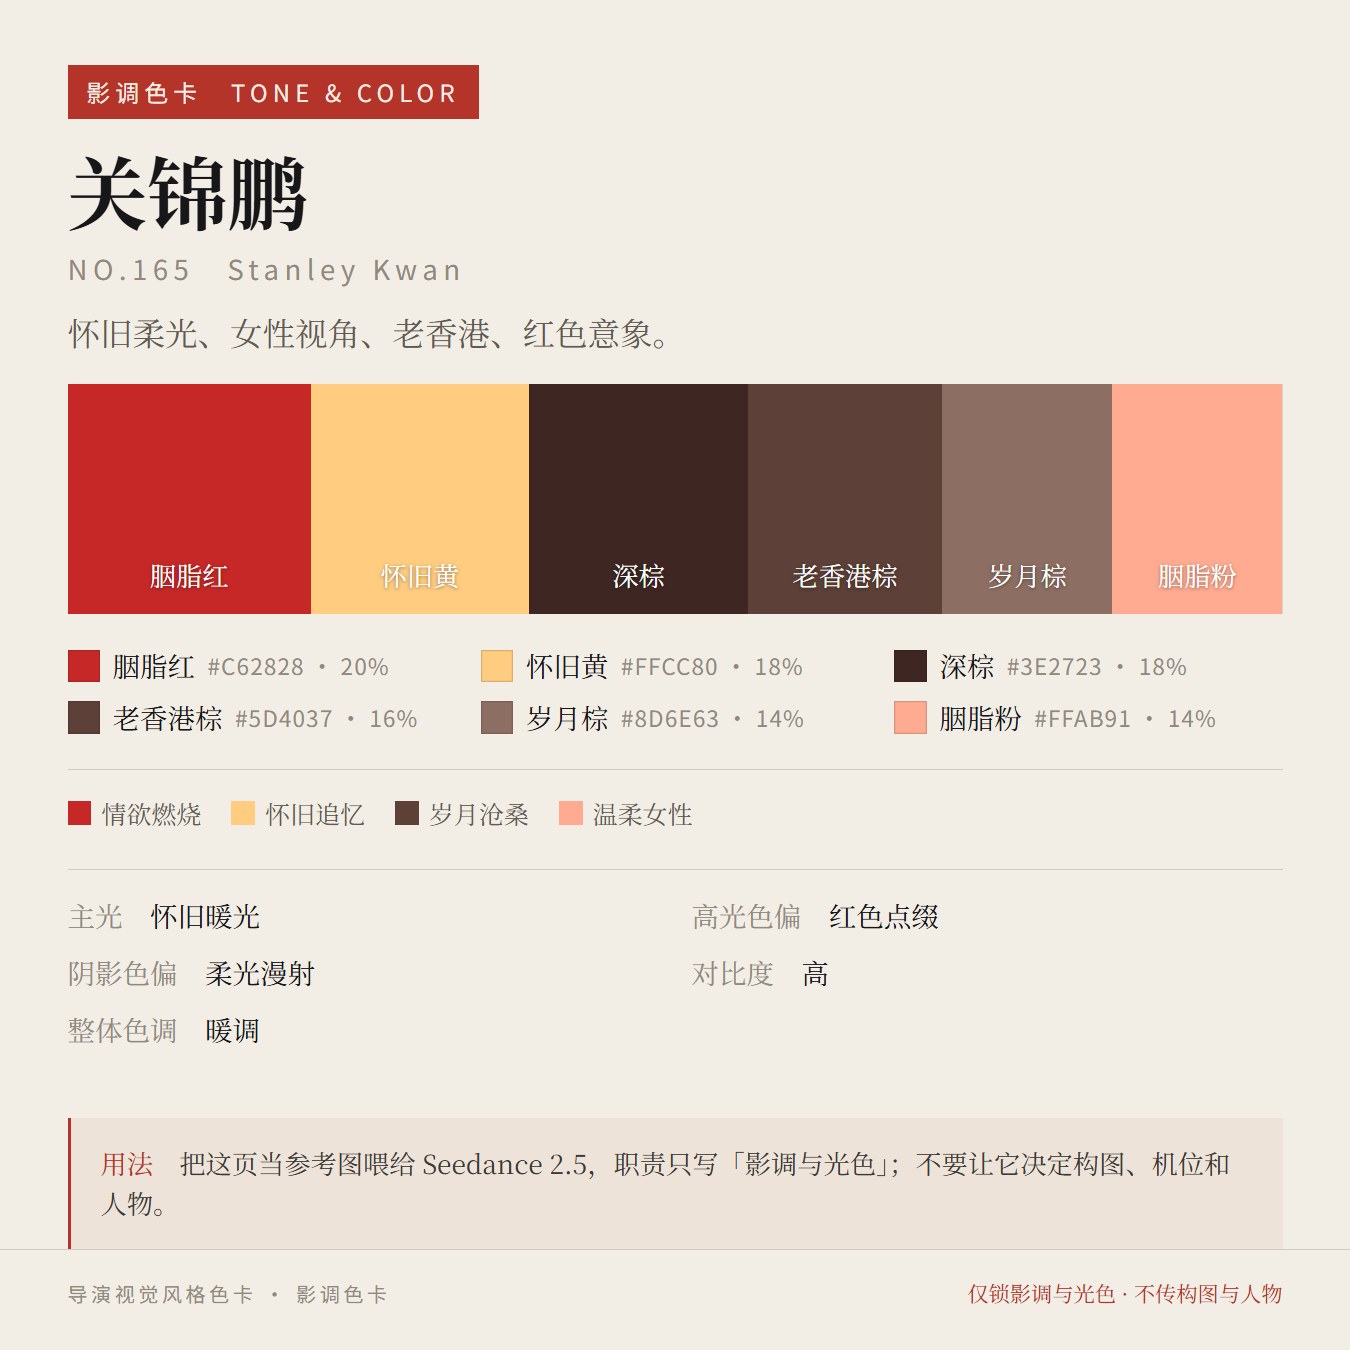 影调色卡 TONE & COLOR
关锦鹏
NO.165 Stanley Kwan
怀旧柔光、女性视角、老香港、红色意象。
胭脂红 怀旧黄 深棕 老香港棕 岁月棕 胭脂粉
胭脂红 #C62828 • 20% 怀旧黄 #FFCC80 • 18% 深棕 #3E2723 • 18%
老香港棕 #5D4037 • 16% 岁月棕 #8D6E63 • 14% 胭脂粉 #FFAB91 • 14%
情欲燃烧 怀旧追忆 岁月沧桑 温柔女性
主光 怀旧暖光 高光色偏 红色点缀
阴影色偏 柔光漫射 对比度 高
整体色调 暖调
用法 把这页当参考图喂给 Seedance 2.5，职责只写「影调与光色」；不要让它决定构图、机位和
人物。
导演视觉风格色卡 • 影调色卡 仅锁影调与光色 · 不传构图与人物